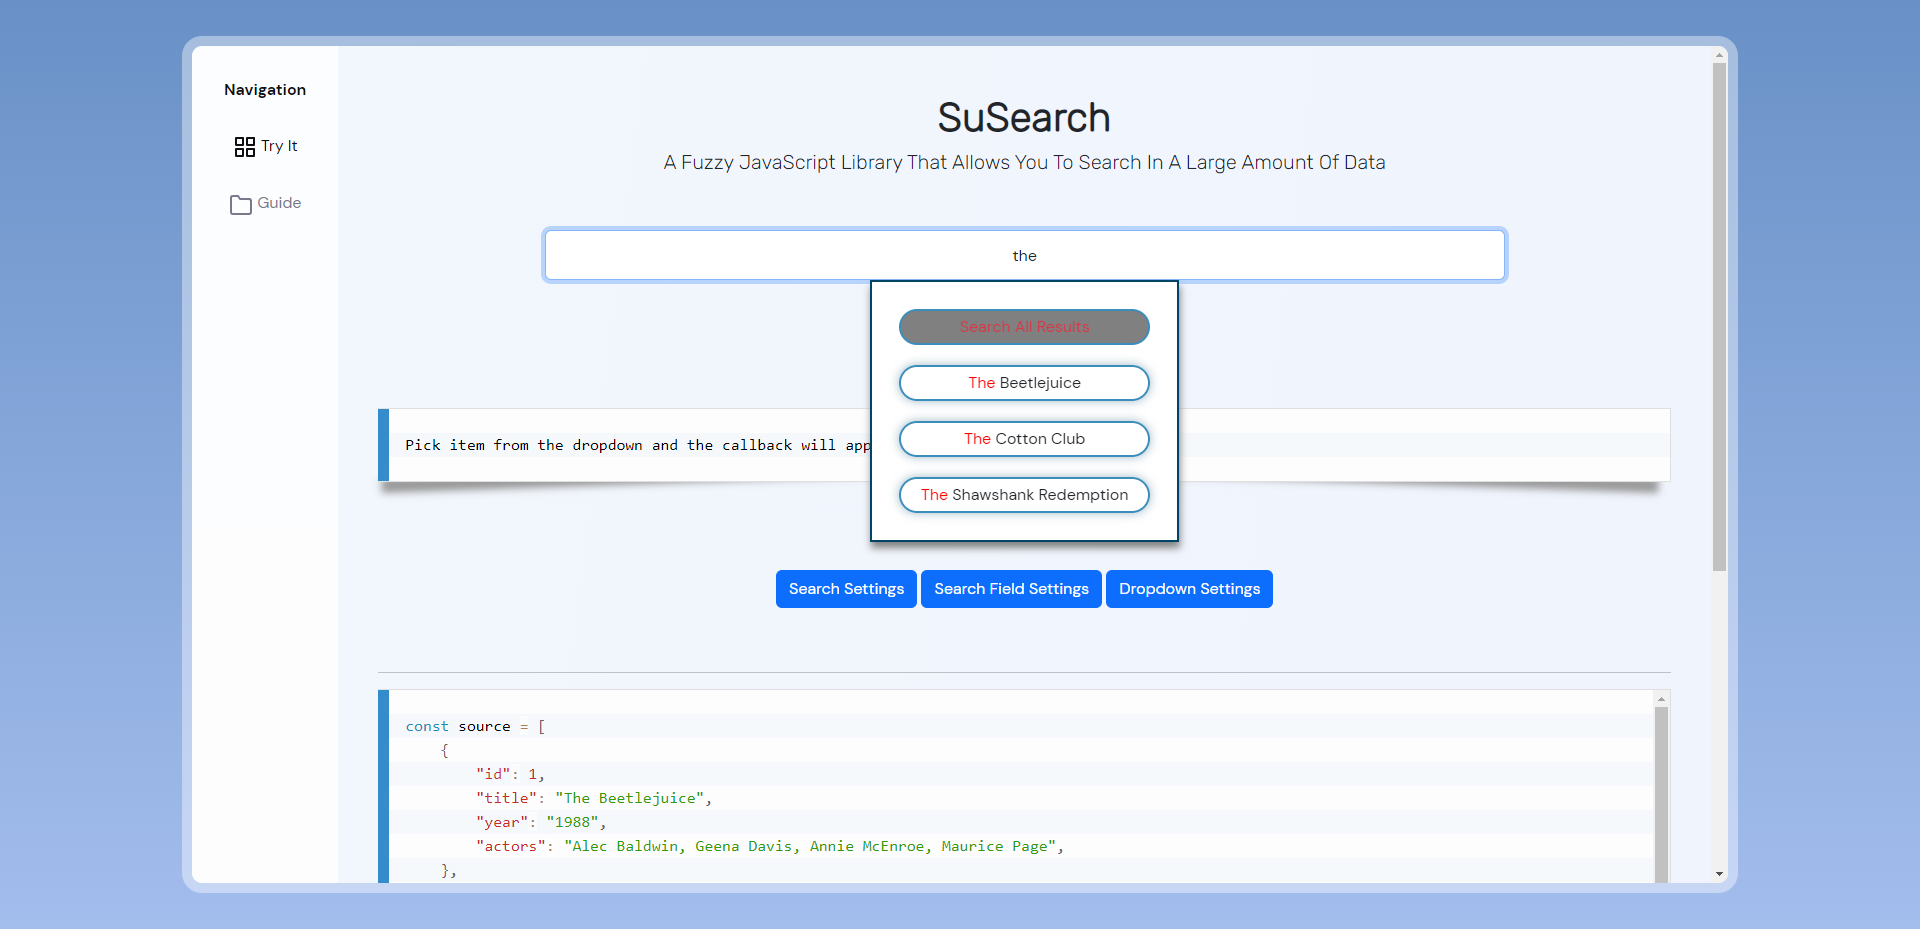 Navigation
Try It
Guide
SuSearch
A Fuzzy JavaScript Library That Allows You To Search In A Large Amount Of Data
the
Search All Results
The Beetlejuice
The Cotton Club
The Shawshank Redemption
Pick item from the dropdown and the callback will app
Search Settings
Search Field Settings
Dropdown Settings
const source = [
{
"id": 1,
"title": "The Beetlejuice",
"year": "1988",
"actors": "Alec Baldwin, Geena Davis, Annie McEnroe, Maurice Page",
},